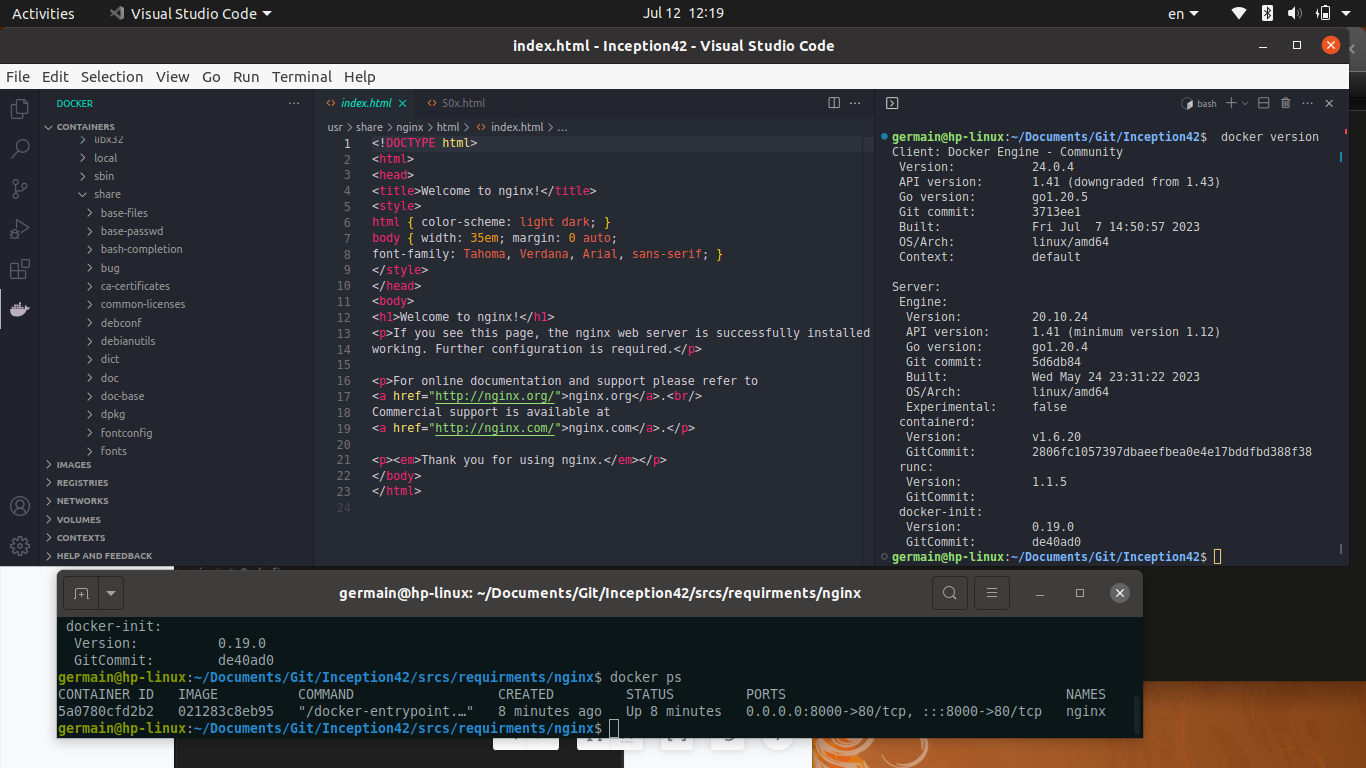 Activities
Visual Studio Code
Jul 12 12:19
en
index.html - Inception42 - Visual Studio Code
File Edit Selection View Go Run Terminal Help
DOCKER
CONTAINERS
libx32
local
sbin
share
base-files
base-passwd
bash-completion
bug
ca-certificates
common-licenses
debconf
debianutils
dict
doc
doc-base
dpkg
fontconfig
fonts
IMAGES
REGISTRIES
NETWORKS
VOLUMES
CONTEXTS
HELP AND FEEDBACK
index.html
50x.html
usr > share > nginx > html > index.html > ...
1 <!DOCTYPE html>
2 <html>
3 <head>
4 <title>Welcome to nginx!</title>
5 <style>
6 html { color-scheme: light dark; }
7 body { width: 35em; margin: 0 auto;
8 font-family: Tahoma, Verdana, Arial, sans-serif; }
9 </style>
10 </head>
11 <body>
12 <h1>Welcome to nginx!</h1>
13 <p>If you see this page, the nginx web server is successfully installed
14 working. Further configuration is required.</p>
15
16 <p>For online documentation and support please refer to
17 <a href="http://nginx.org/">nginx.org</a>.<br/>
18 Commercial support is available at
19 <a href="http://nginx.com/">nginx.com</a>.</p>
20
21 <p><em>Thank you for using nginx.</em></p>
22 </body>
23 </html>
24
bash
germain@hp-linux:~/Documents/Git/Inception42$ docker version
Client: Docker Engine - Community
Version: 24.0.4
API version: 1.41 (downgraded from 1.43)
Go version: go1.20.5
Git commit: 3713ee1
Built: Fri Jul 7 14:50:57 2023
OS/Arch: linux/amd64
Context: default
Server:
Engine:
Version: 20.10.24
API version: 1.41 (minimum version 1.12)
Go version: go1.20.4
Git commit: 5d6db84
Built: Wed May 24 23:31:22 2023
OS/Arch: linux/amd64
Experimental: false
containerd:
Version: v1.6.20
GitCommit: 2806fc1057397dbaeefbea0e4e17bddfbd388f38
runc:
Version: 1.1.5
GitCommit:
docker-init:
Version: 0.19.0
GitCommit: de40ad0
germain@hp-linux:~/Documents/Git/Inception42$
germain@hp-linux: ~/Documents/Git/Inception42/srcs/requirments/nginx
docker-init:
Version: 0.19.0
GitCommit: de40ad0
germain@hp-linux:~/Documents/Git/Inception42/srcs/requirments/nginx$ docker ps
CONTAINER ID IMAGE COMMAND CREATED STATUS PORTS NAMES
5a0780cfd2b2 021283c8eb95 "/docker-entrypoint.…" 8 minutes ago Up 8 minutes 0.0.0.0:8000->80/tcp, :::8000->80/tcp nginx
germain@hp-linux:~/Documents/Git/Inception42/srcs/requirments/nginx$